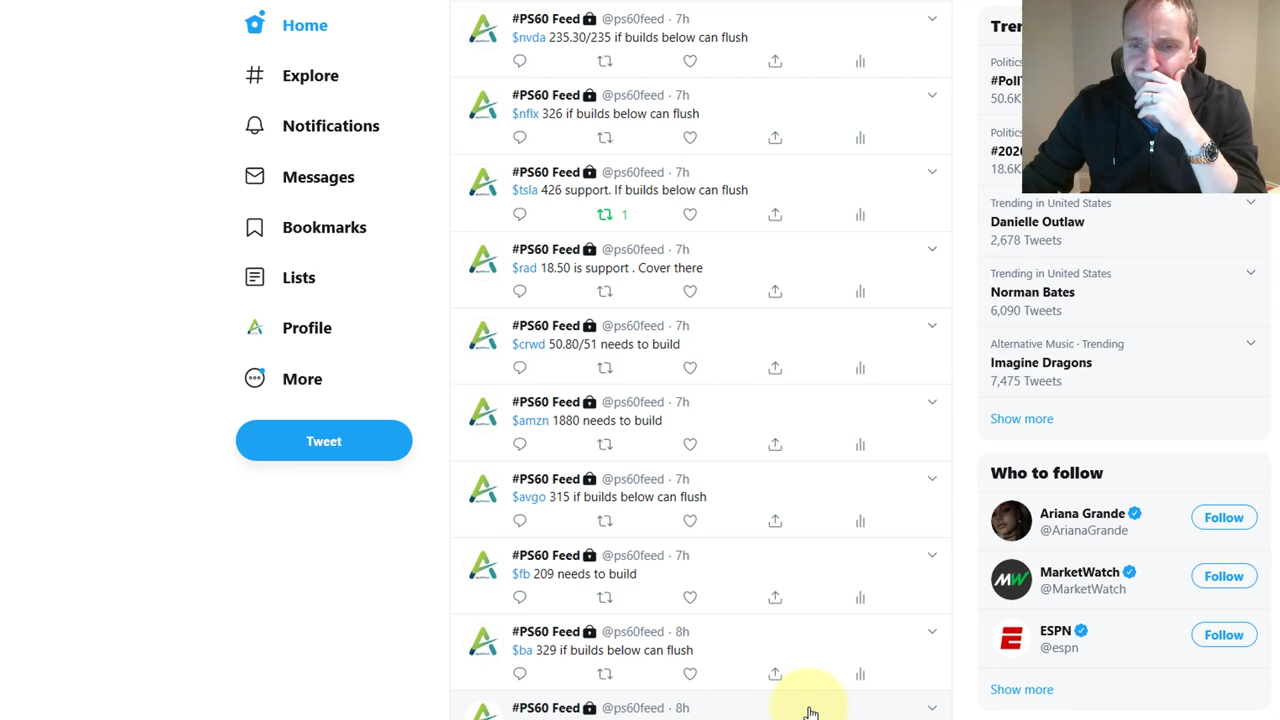 Home
Explore
Notifications
Messages
Bookmarks
Lists
Profile
More
Tweet
#PS60 Feed @ps60feed · 7h
$nvda 235.30/235 if builds below can flush
#PS60 Feed @ps60feed · 7h
$nflx 326 if builds below can flush
#PS60 Feed @ps60feed · 7h
$tsla 426 support. If builds below can flush
1
#PS60 Feed @ps60feed · 7h
$rad 18.50 is support . Cover there
#PS60 Feed @ps60feed · 7h
$crwd 50.80/51 needs to build
#PS60 Feed @ps60feed · 7h
$amzn 1880 needs to build
#PS60 Feed @ps60feed · 7h
$avgo 315 if builds below can flush
#PS60 Feed @ps60feed · 7h
$fb 209 needs to build
#PS60 Feed @ps60feed · 8h
$ba 329 if builds below can flush
#PS60 Feed @ps60feed · 8h
50.6K
18.6K
Trending in United States
Danielle Outlaw
2,678 Tweets
Trending in United States
Norman Bates
6,090 Tweets
Alternative Music · Trending
Imagine Dragons
7,475 Tweets
Show more
Who to follow
Ariana Grande
@ArianaGrande
Follow
MarketWatch
@MarketWatch
Follow
ESPN
@espn
Follow
Show more